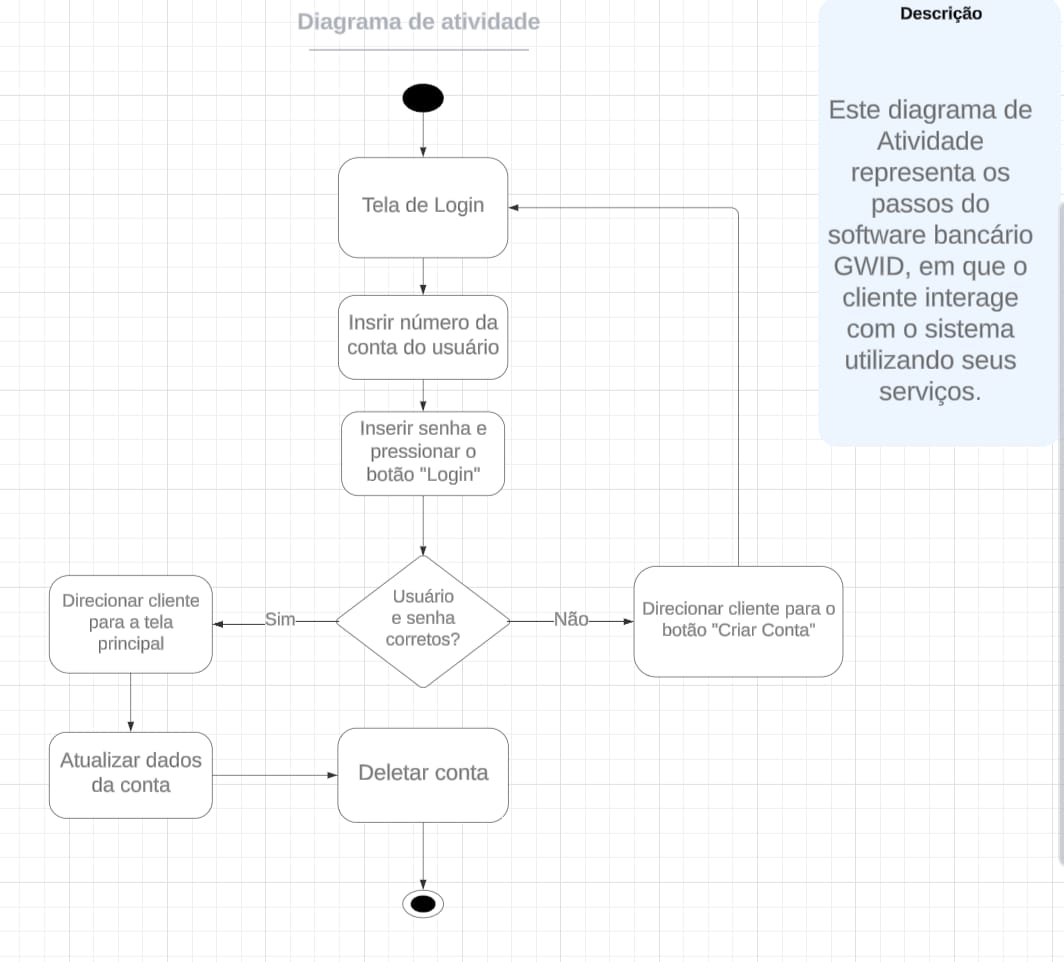 Diagrama de atividade
Descrição
Este diagrama de
Atividade
representa os
passos do
software bancário
GWID, em que o
cliente interage
com o sistema
utilizando seus
serviços.
Tela de Login
Insrir número da
conta do usuário
Inserir senha e
pressionar o
botão "Login"
Usuário
e senha
corretos?
Sim
Não
Direcionar cliente
para a tela
principal
Direcionar cliente para o
botão "Criar Conta"
Atualizar dados
da conta
Deletar conta